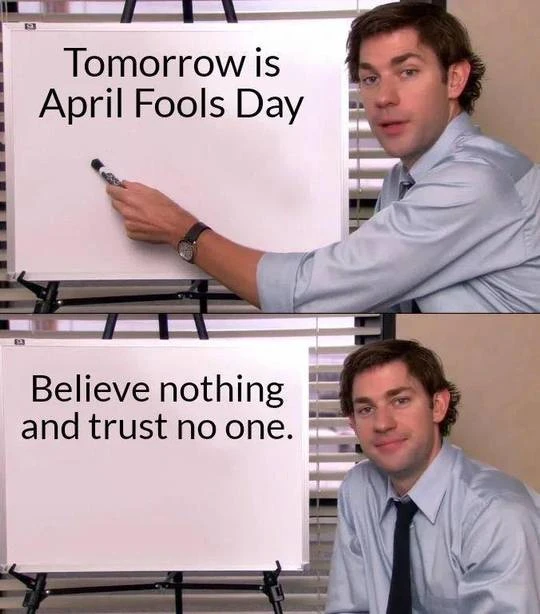 Tomorrow is
April Fools Day
Believe nothing
and trust no one.